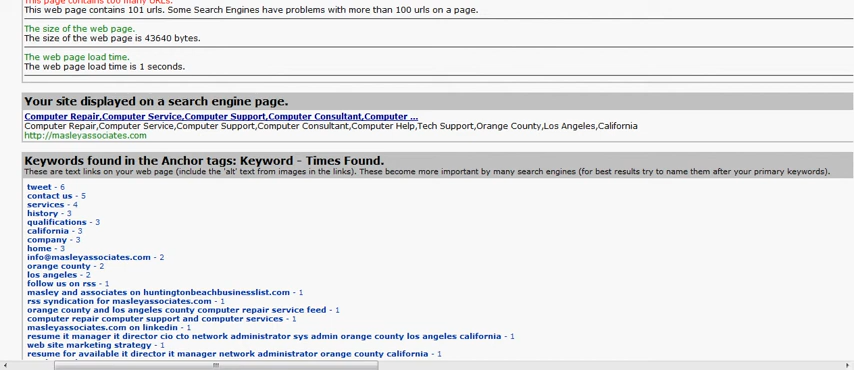 This page contains too many URLs.
This web page contains 101 urls. Some Search Engines have problems with more than 100 urls on a page.
The size of the web page.
The size of the web page is 43640 bytes.
The web page load time.
The web page load time is 1 seconds.
Your site displayed on a search engine page.
Computer Repair,Computer Service,Computer Support,Computer Consultant,Computer ...
Computer Repair,Computer Service,Computer Support,Computer Consultant,Computer Help,Tech Support,Orange County,Los Angeles,California
http://masleyassociates.com
Keywords found in the Anchor tags: Keyword - Times Found.
These are text links on your web page (include the 'alt' text from images in the links). These become more important by many search engines (for best results try to name them after your primary keywords).
tweet - 6
contact us - 5
services - 4
history - 3
qualifications - 3
california - 3
company - 3
home - 3
info@masleyassociates.com - 2
orange county - 2
los angeles - 2
follow us on rss - 1
masley and associates on huntingtonbeachbusinesslist.com - 1
rss syndication for masleyassociates.com - 1
orange county and los angeles county computer repair service feed - 1
computer repair computer support and computer services - 1
masleyassociates.com on linkedin - 1
resume it manager it director cio cto network administrator sys admin orange county los angeles california - 1
web site marketing strategy - 1
resume for available it director it manager network administrator orange county california - 1